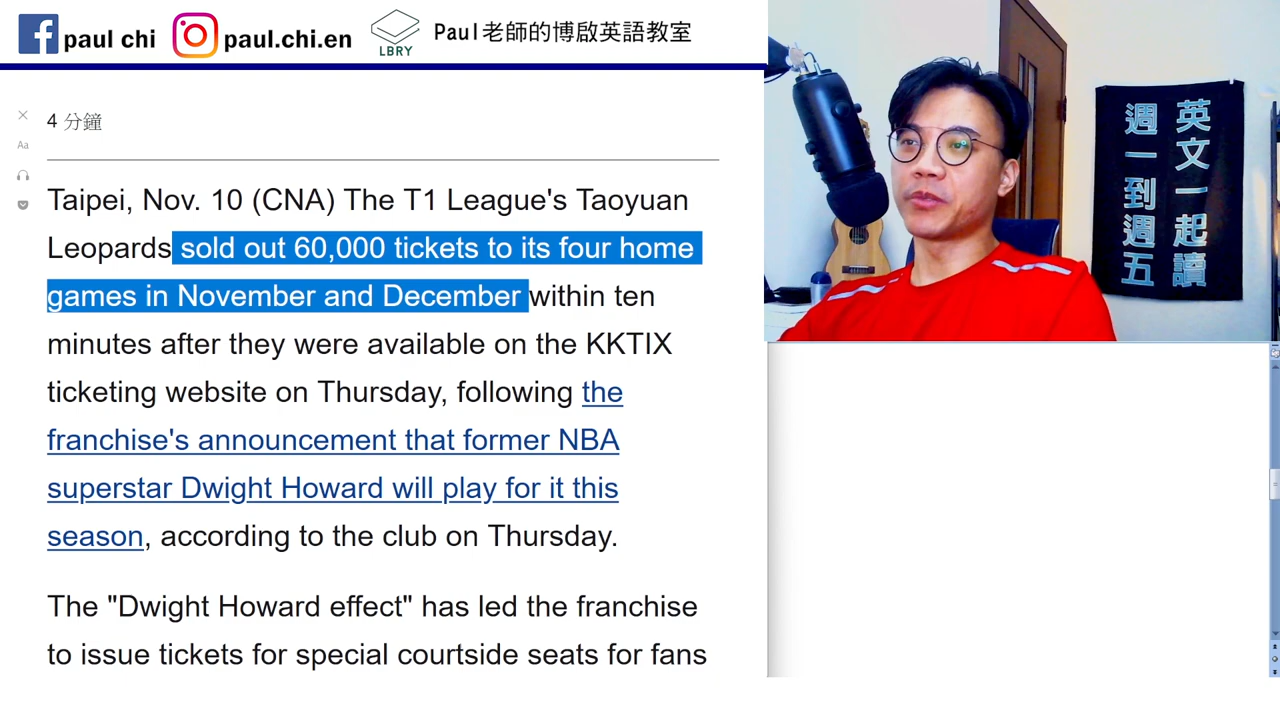 paul chi
paul.chi.en
LBRY
Paul老師的博啟英語教室
4 分鐘
Aa
Taipei, Nov. 10 (CNA) The T1 League's Taoyuan
Leopards sold out 60,000 tickets to its four home
games in November and December within ten
minutes after they were available on the KKTIX
ticketing website on Thursday, following the
franchise's announcement that former NBA
superstar Dwight Howard will play for it this
season, according to the club on Thursday.
The "Dwight Howard effect" has led the franchise
to issue tickets for special courtside seats for fans
英文一起讀
週一到週五